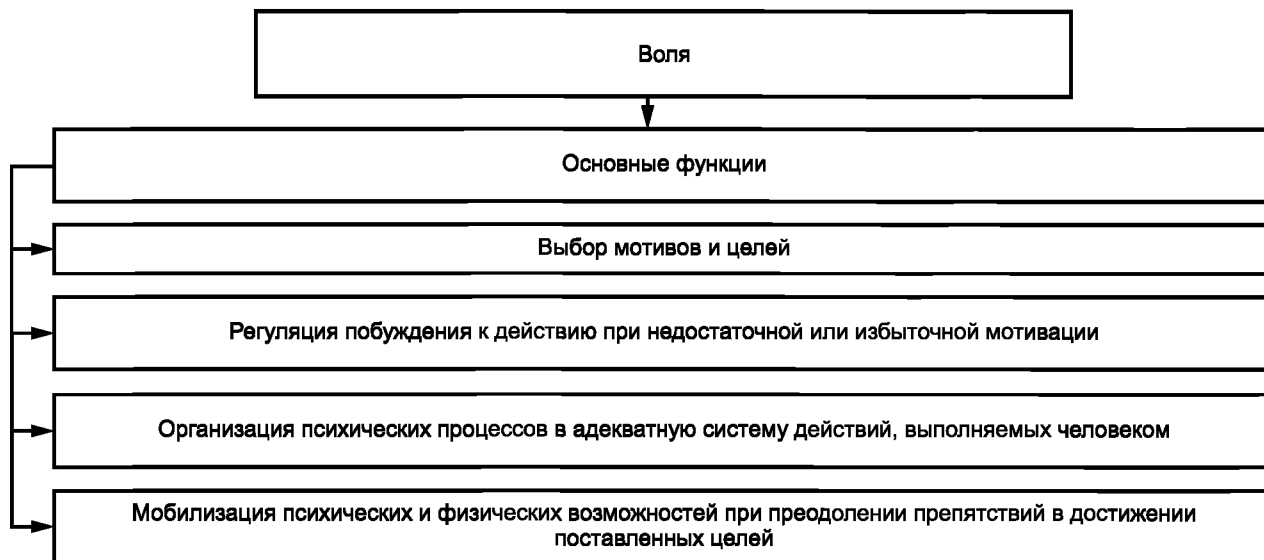 Воля
Основные функции
Выбор мотивов и целей
Регуляция побуждения к действию при недостаточной или избыточной мотивации
Организация психических процессов в адекватную систему действий, выполняемых человеком
Мобилизация психических и физических возможностей при преодолении препятствий в достижении
поставленных целей